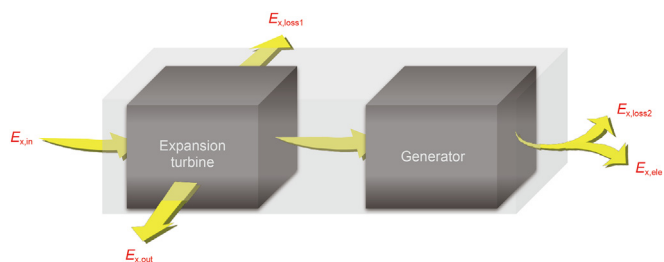 Ex,loss1
Ex,in
Expansion
turbine
Generator
Ex,loss2
Ex,ele
Ex,out